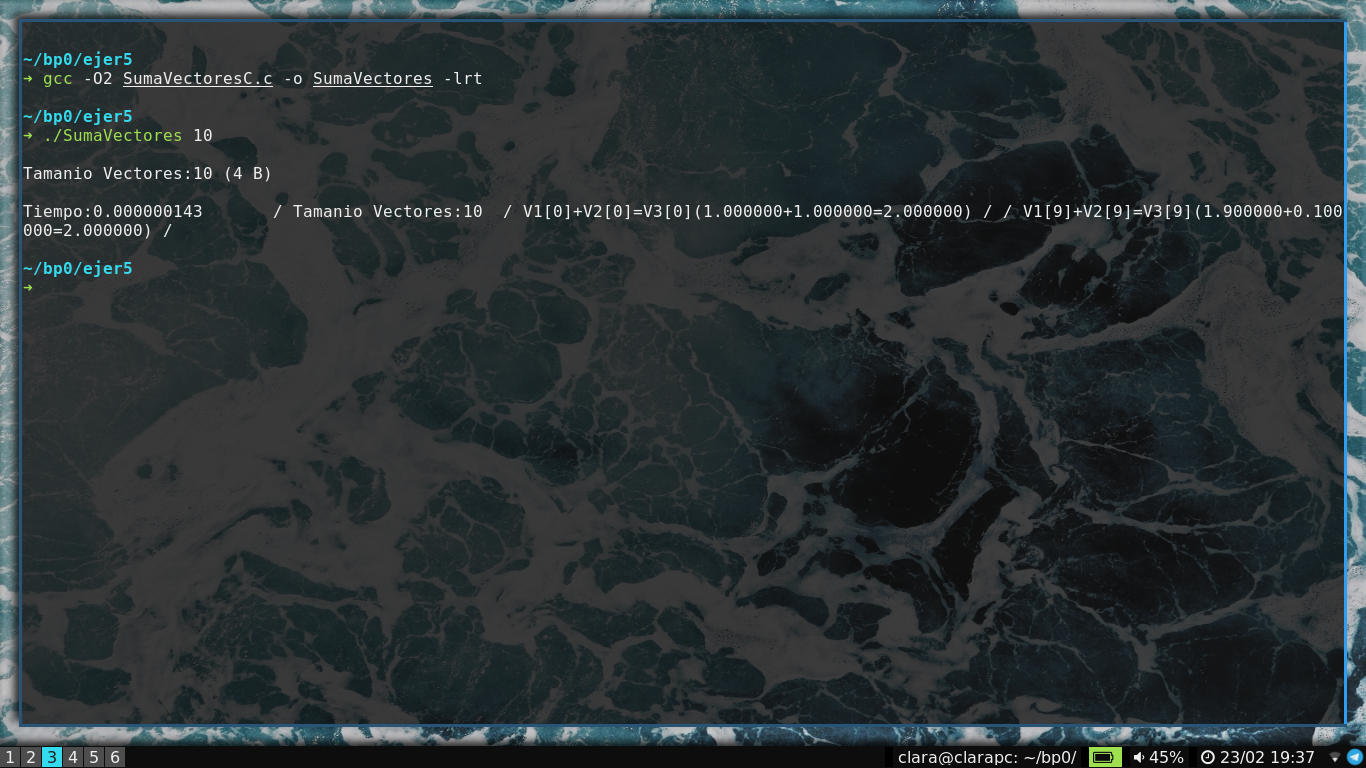 ~/bp0/ejer5
→ gcc -O2 SumaVectoresC.c -o SumaVectores -lrt
~/bp0/ejer5
→ ./SumaVectores 10
Tamanio Vectores:10 (4 B)
Tiempo:0.000000143 / Tamanio Vectores:10 / V1[0]+V2[0]=V3[0](1.000000+1.000000=2.000000) / / V1[9]+V2[9]=V3[9](1.900000+0.100
000=2.000000) /
~/bp0/ejer5
→
1 2 3 4 5 6 clara@clarapc: ~/bp0/ 45% 23/02 19:37